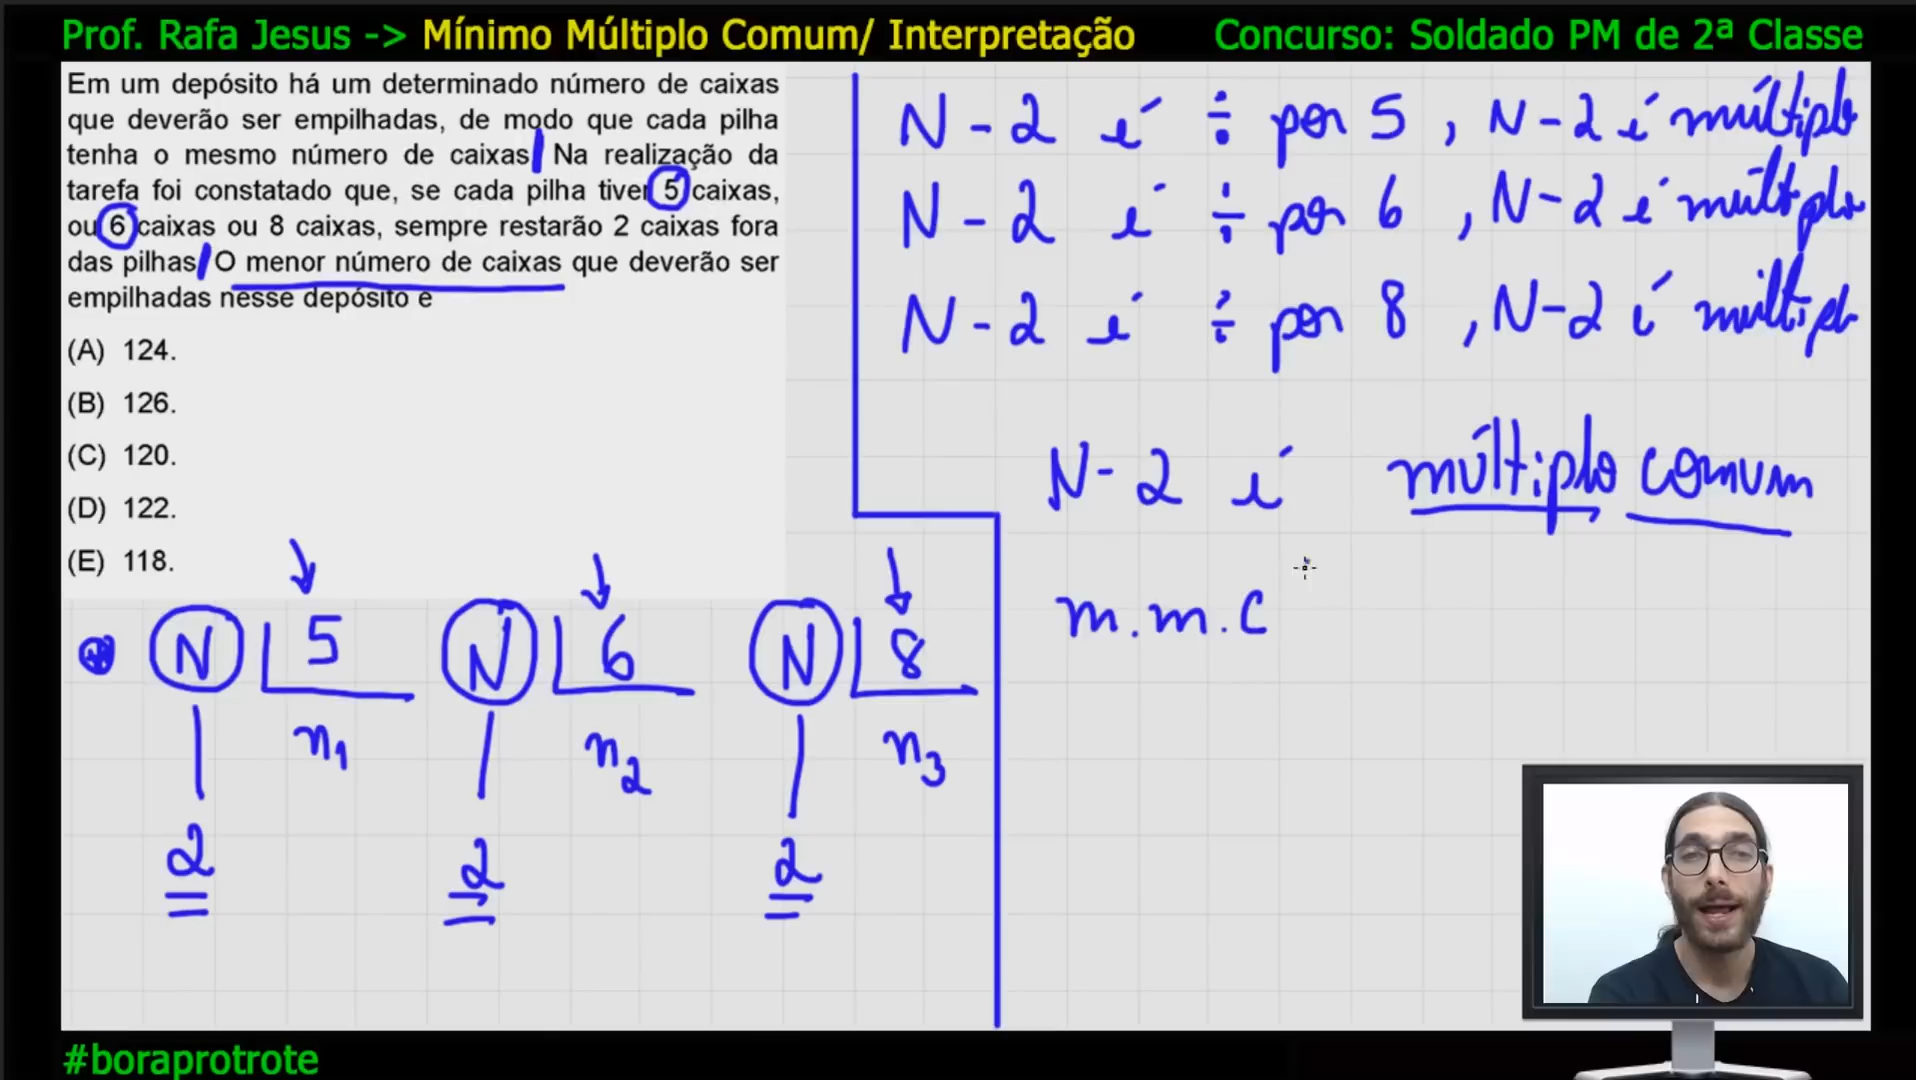 Prof. Rafa Jesus -> Mínimo Múltiplo Comum/ Interpretação
Concurso: Soldado PM de 2ª Classe
Em um depósito há um determinado número de caixas
que deverão ser empilhadas, de modo que cada pilha
tenha o mesmo número de caixas. Na realização da
tarefa foi constatado que, se cada pilha tiver 5 caixas,
ou 6 caixas ou 8 caixas, sempre restarão 2 caixas fora
das pilhas. O menor número de caixas que deverão ser
empilhadas nesse depósito é
(A) 124.
(B) 126.
(C) 120.
(D) 122.
(E) 118.
N 5 N 6 N 8
n1 n2 n3
2 2 2
N-2 é ÷ por 5, N-2 é múltiplo
N-2 é ÷ por 6, N-2 é múltiplo
N-2 é ÷ por 8, N-2 é múltipl
N-2 é múltiplo comum
m.m.c
#boraprotrote